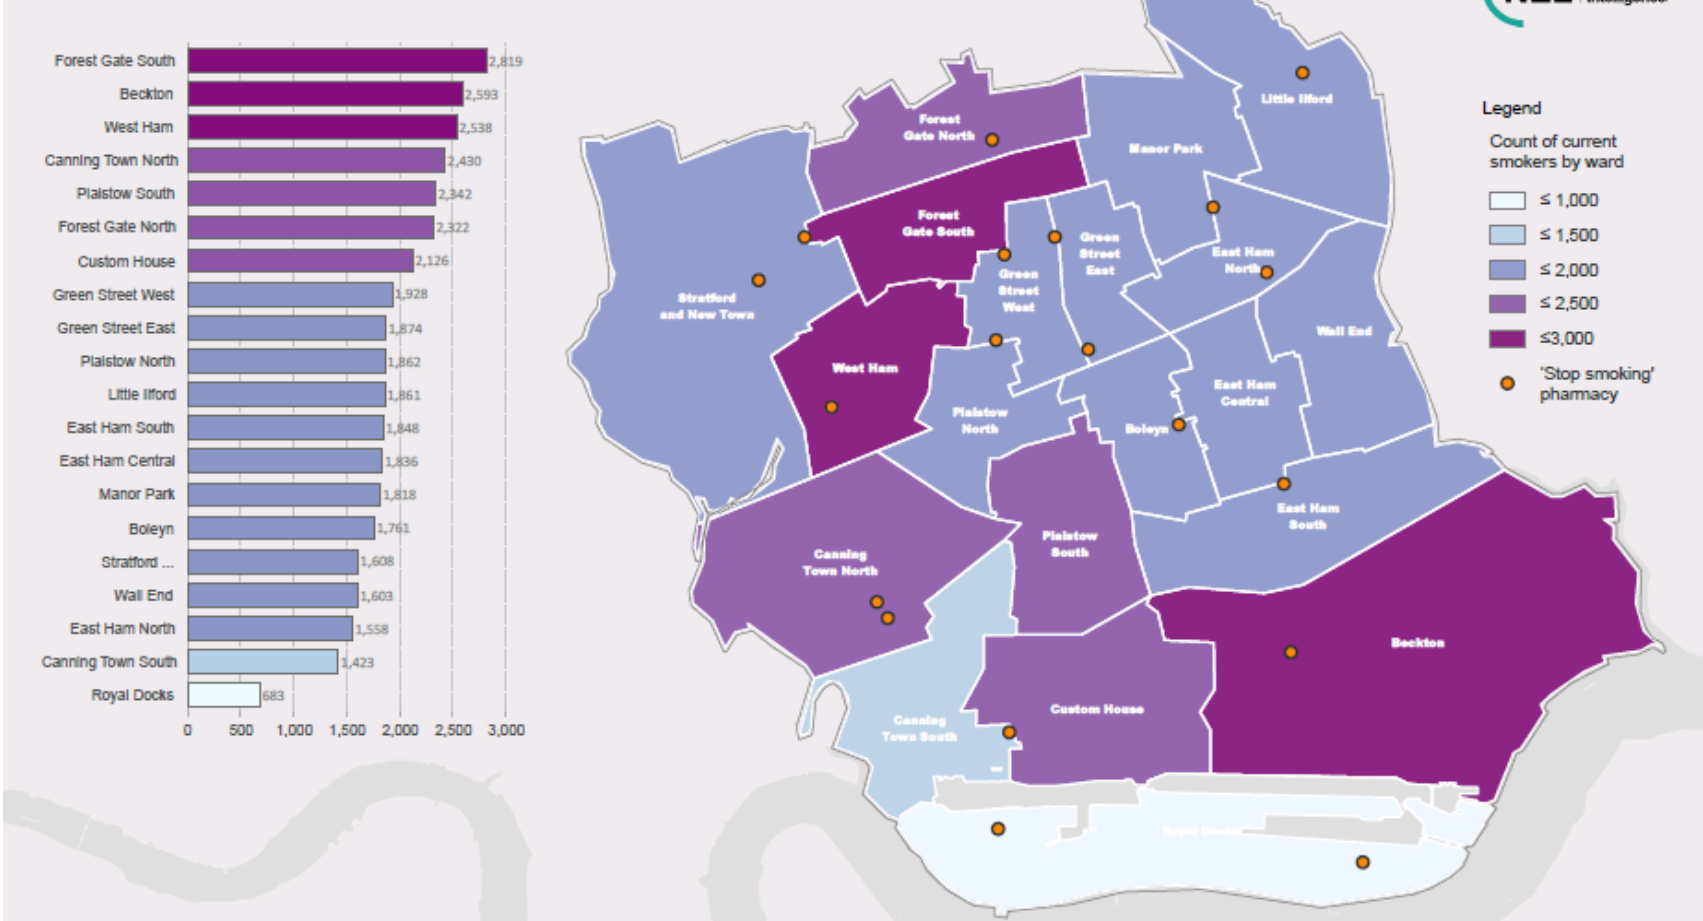 Forest Gate South
2,819
Beckton
2,593
West Ham
2,538
Canning Town North
2,430
Plaistow South
2,342
Forest Gate North
2,322
Custom House
2,126
Green Street West
1,928
Green Street East
1,874
Plaistow North
1,862
Little Ilford
1,861
East Ham South
1,848
East Ham Central
1,836
Manor Park
1,818
Boleyn
1,761
Stratford ...
1,608
Wall End
1,603
East Ham North
1,558
Canning Town South
1,423
Royal Docks
683
0 500 1,000 1,500 2,000 2,500 3,000
Little Ilford
Forest
Gate North
Manor Park
Forest
Gate South
Green
Street
East
East Ham
North
Green
Street
West
Stratford
and New Town
Wall End
West Ham
East Ham
Central
Plaistow
North
Boleyn
East Ham
South
Plaistow
South
Canning
Town North
Beckton
Custom House
Canning
Town South
Royal Docks
Legend
Count of current
smokers by ward
≤ 1,000
≤ 1,500
≤ 2,000
≤ 2,500
≤3,000
'Stop smoking'
pharmacy